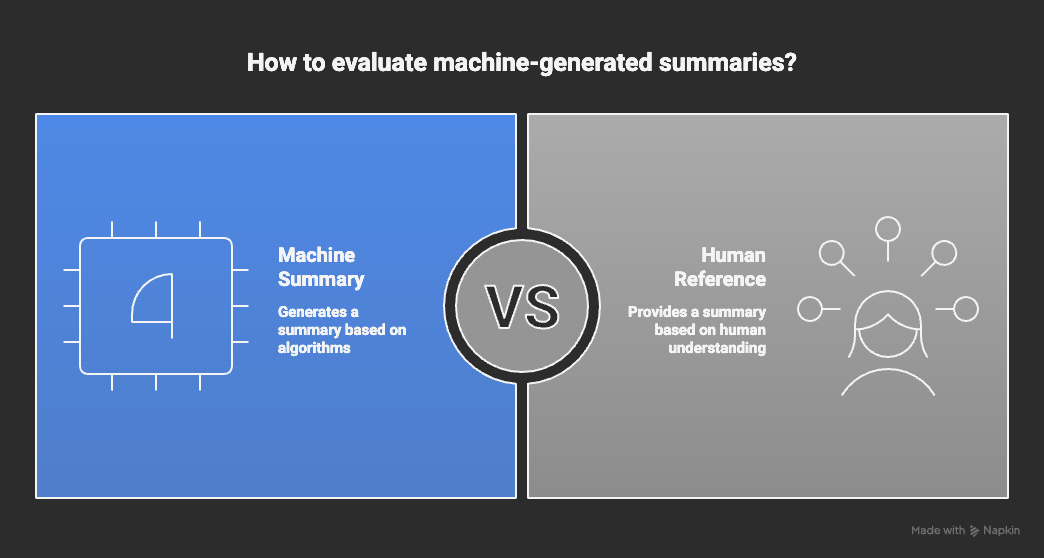 How to evaluate machine-generated summaries?
Machine
Summary
Generates a
summary based on
algorithms
VS
Human
Reference
Provides a summary
based on human
understanding
Made with Napkin